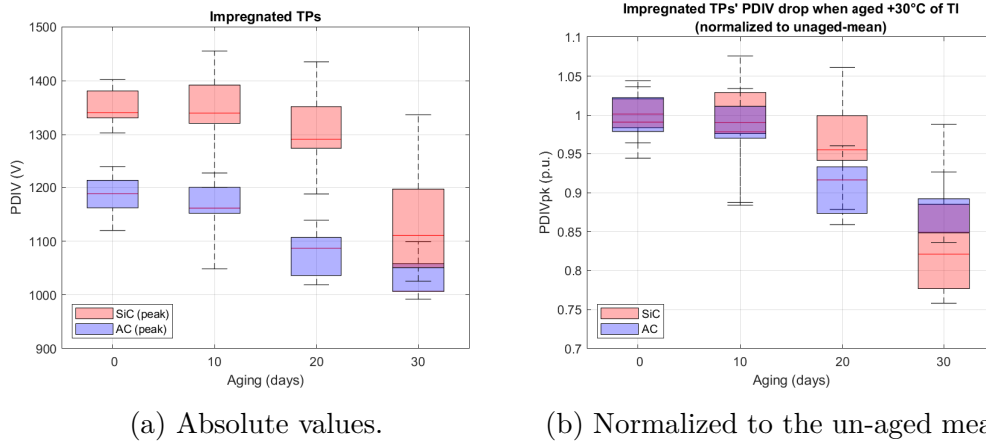 Impregnated TPs
1500
1400
1300
1200
1100
1000
900
PDIV (V)
SiC (peak)
AC (peak)
0
10
20
30
Aging (days)
(a) Absolute values.
Impregnated TPs' PDIV drop when aged +30°C of TI
(normalized to unaged-mean)
1.1
1.05
1
0.95
0.9
0.85
0.8
0.75
0.7
PDIVpk (p.u.)
SiC
AC
0
10
20
30
Aging (days)
(b) Normalized to the un-aged mea